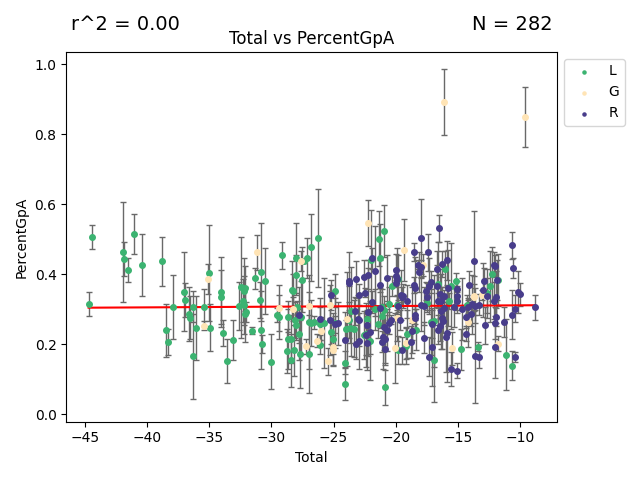 r^2 = 0.00
N = 282
Total vs PercentGpA
1.0
0.8
0.6
0.4
0.2
0.0
PercentGpA
−45
−40
−35
−30
−25
−20
−15
−10
Total
L
G
R